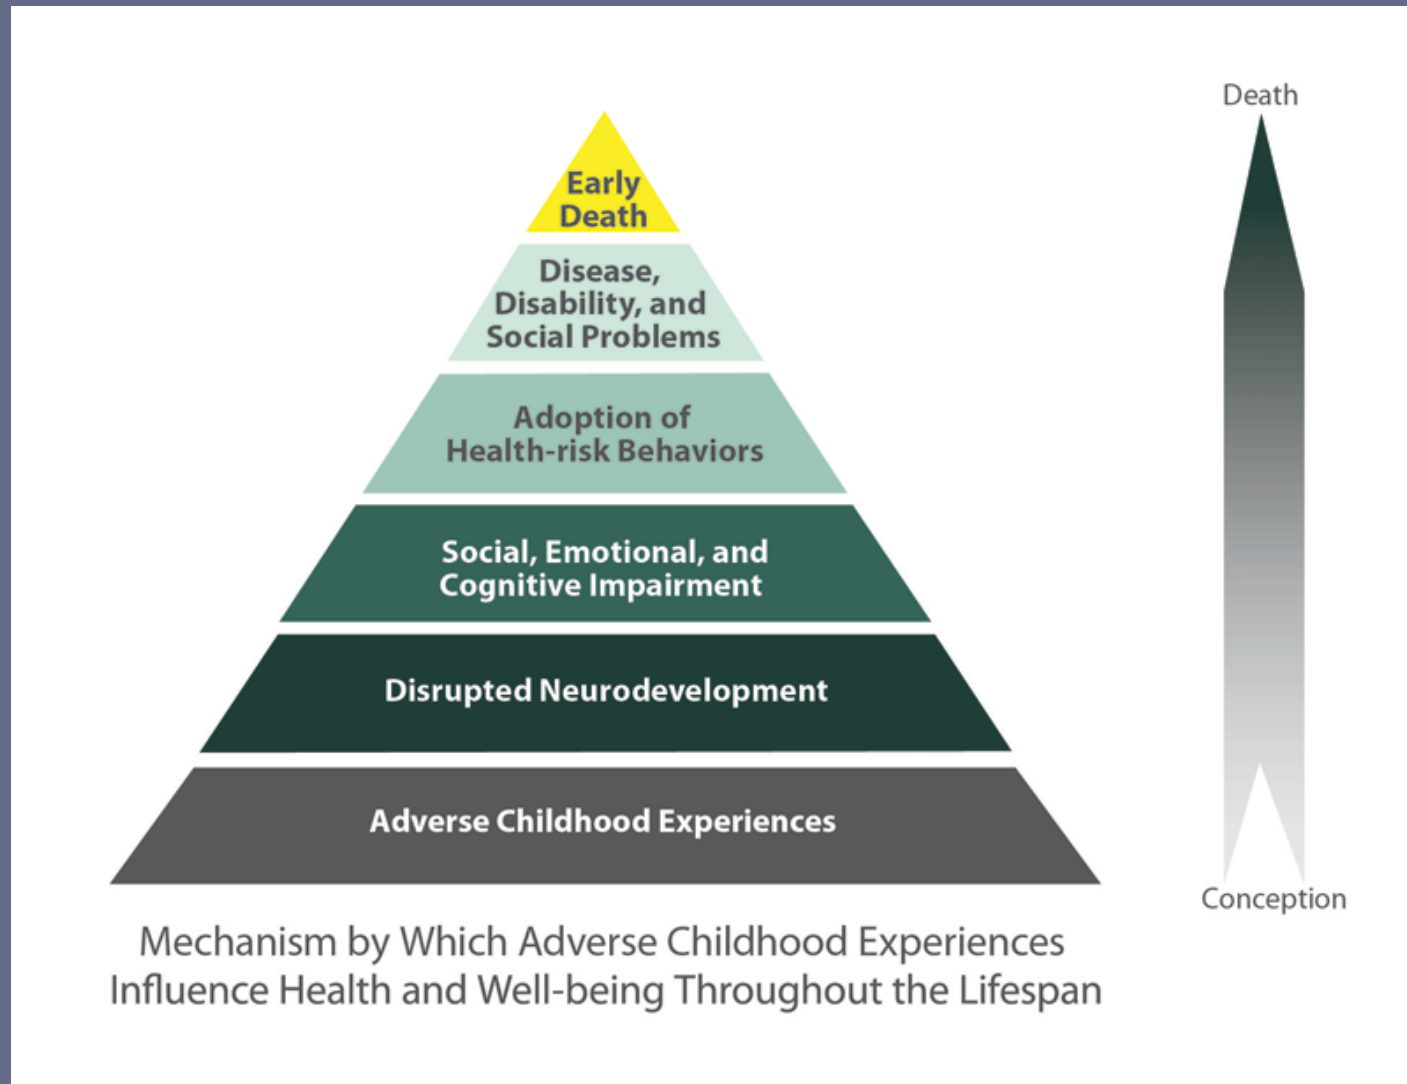 Death
Early
Death
Disease,
Disability, and
Social Problems
Adoption of
Health-risk Behaviors
Social, Emotional, and
Cognitive Impairment
Disrupted Neurodevelopment
Adverse Childhood Experiences
Conception
Mechanism by Which Adverse Childhood Experiences
Influence Health and Well-being Throughout the Lifespan